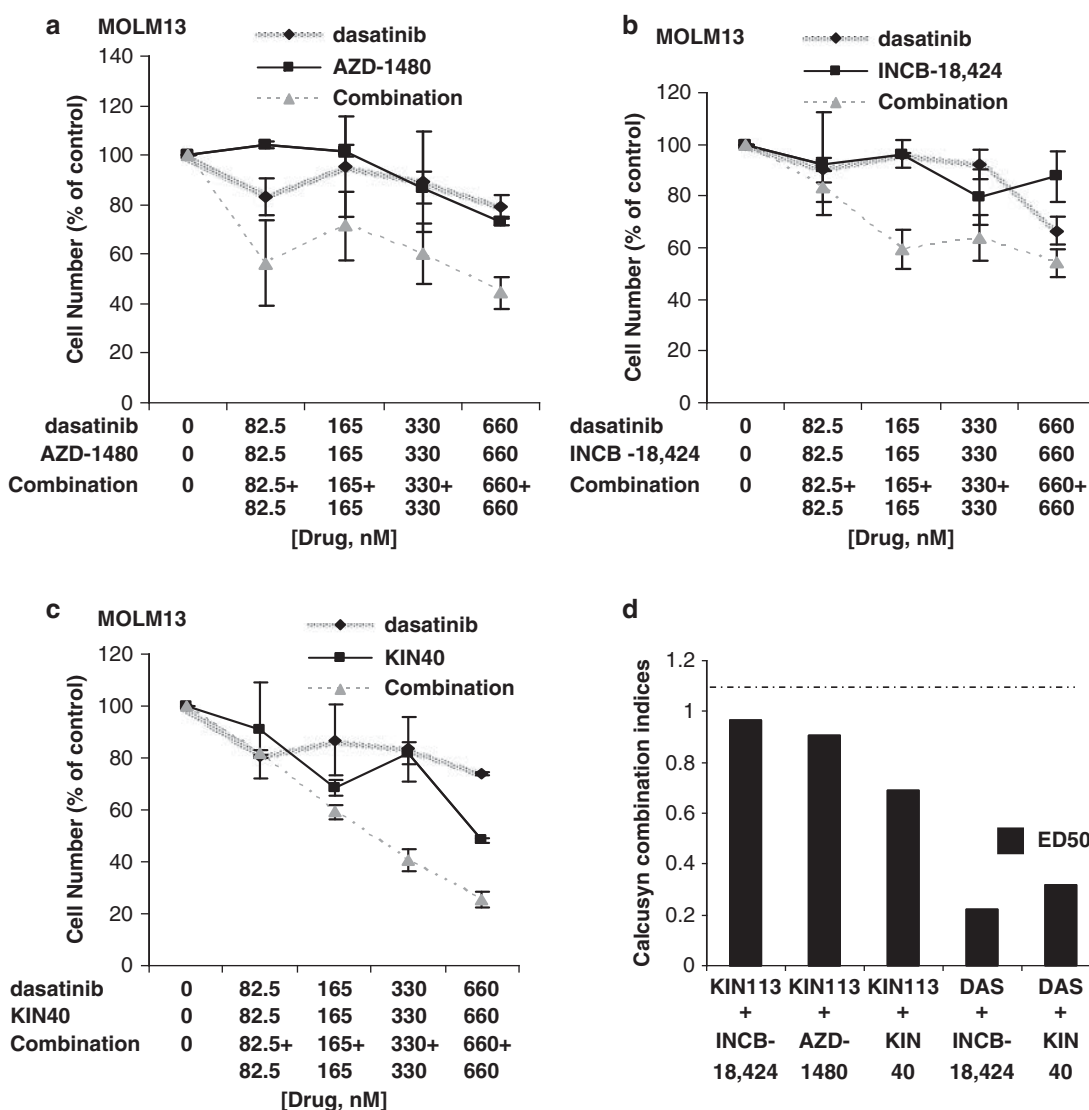 a
MOLM13
dasatinib
AZD-1480
Combination
Cell Number (% of control)
140
120
100
80
60
40
20
0
dasatinib 0 82.5 165 330 660
AZD-1480 0 82.5 165 330 660
Combination 0 82.5+ 165+ 330+ 660+
82.5 165 330 660
[Drug, nM]
b
MOLM13
dasatinib
INCB-18,424
Combination
Cell Number (% of control)
120
100
80
60
40
20
0
dasatinib 0 82.5 165 330 660
INCB -18,424 0 82.5 165 330 660
Combination 0 82.5+ 165+ 330+ 660+
82.5 165 330 660
[Drug, nM]
c
MOLM13
dasatinib
KIN40
Combination
Cell Number (% of control)
120
100
80
60
40
20
0
dasatinib 0 82.5 165 330 660
KIN40 0 82.5 165 330 660
Combination 0 82.5+ 165+ 330+ 660+
82.5 165 330 660
[Drug, nM]
d
Calcusyn combination indices
1.2
1
0.8
0.6
0.4
0.2
0
ED50
KIN113 KIN113 KIN113 DAS DAS
+ + + + +
INCB- AZD- KIN INCB- KIN
18,424 1480 40 18,424 40